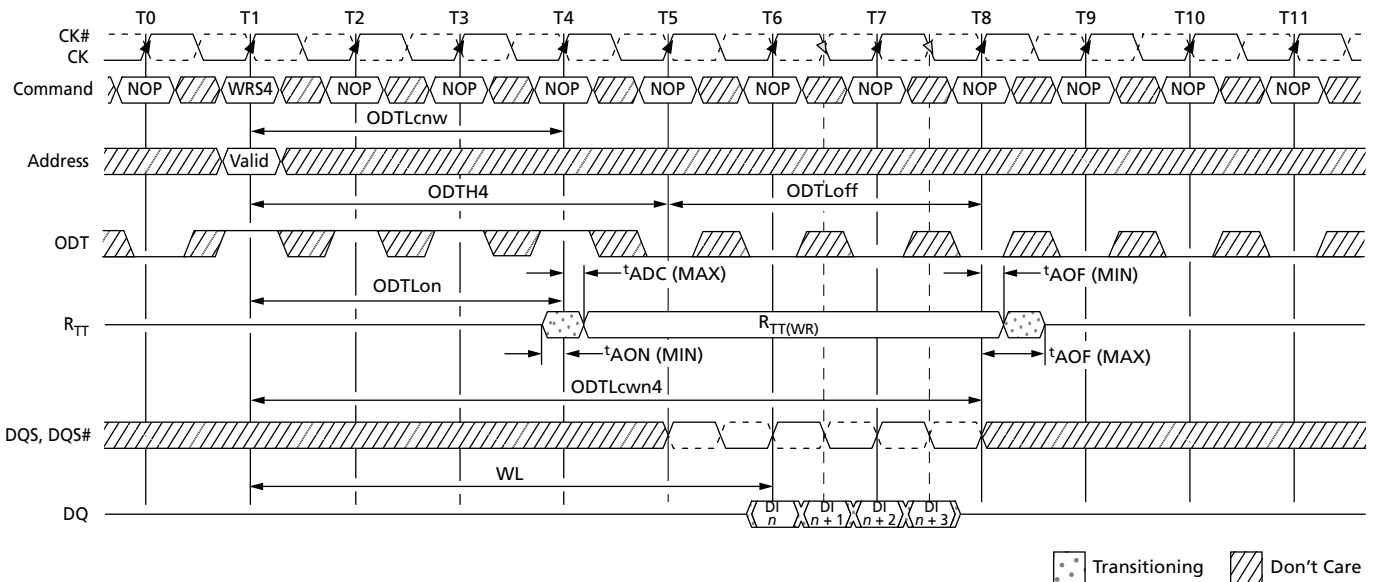 T0 T1 T2 T3 T4 T5 T6 T7 T8 T9 T10 T11
CK#
CK
Command NOP WRS4 NOP NOP NOP NOP NOP NOP NOP NOP NOP NOP
ODTLcnw
Address Valid
ODTH4 ODTLoff
ODT
tADC (MAX) tAOF (MIN)
ODTLon
RTT RTT(WR)
tAON (MIN) tAOF (MAX)
ODTLcwn4
DQS, DQS#
WL
DQ DI n DI n + 1 DI n + 2 DI n + 3
Transitioning Don't Care